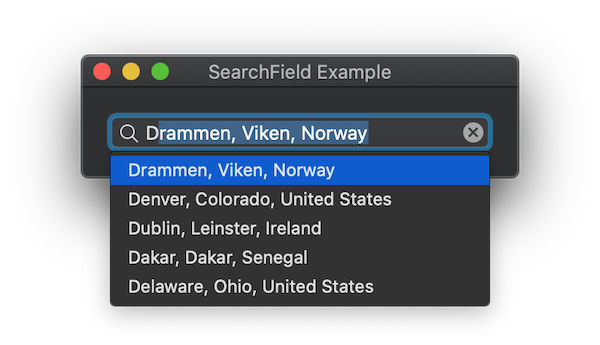 SearchField Example
Drammen, Viken, Norway
Drammen, Viken, Norway
Denver, Colorado, United States
Dublin, Leinster, Ireland
Dakar, Dakar, Senegal
Delaware, Ohio, United States